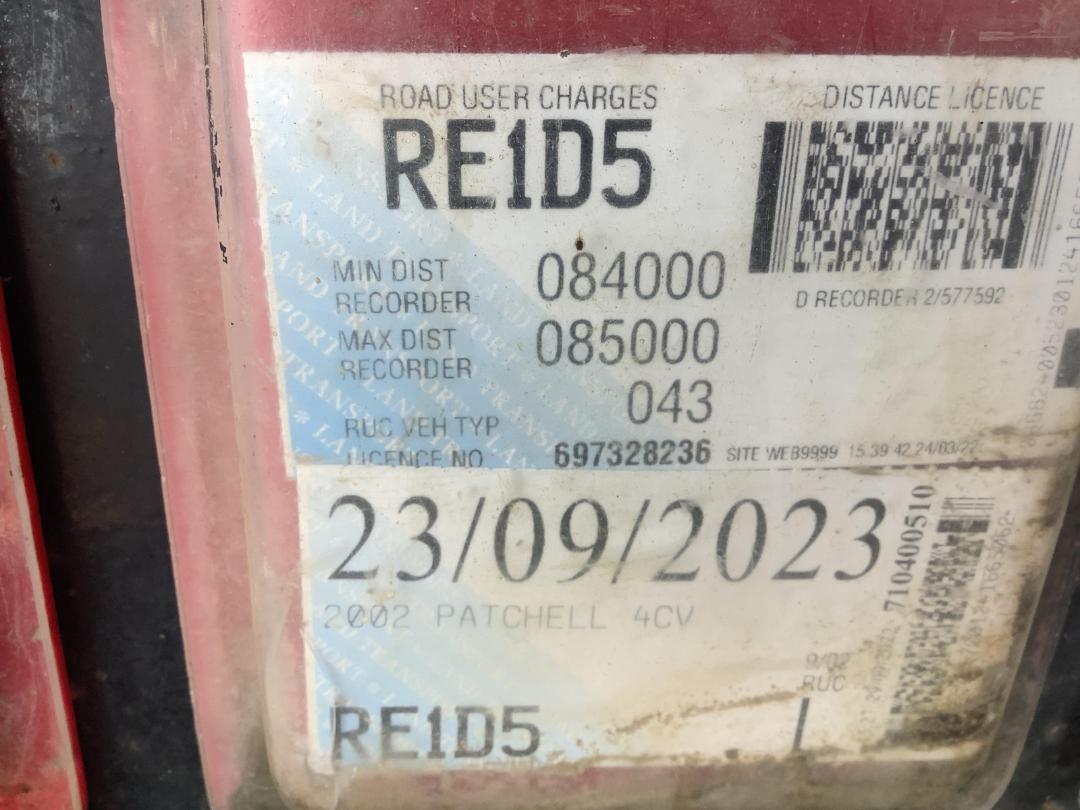 ROAD USER CHARGES
DISTANCE LICENCE
RE1D5
MIN DIST RECORDER 084000
D RECORDER 2/577592
MAX DIST RECORDER 085000
RUC VEH TYP 043
LICENCE NO 697328236
SITE WEB9999 15.39 42 24/03/22
23/09/2023
710400510
2002 PATCHELL 4CV
9/02
RUC
RE1D5